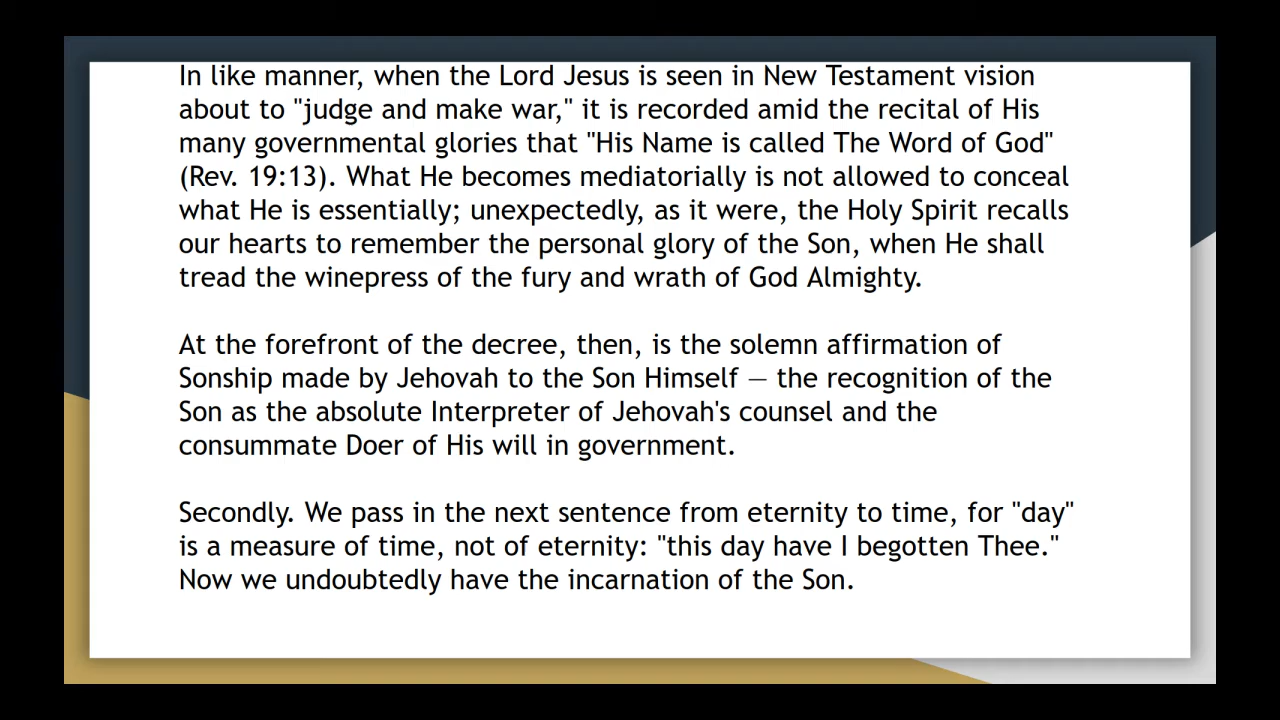 In like manner, when the Lord Jesus is seen in New Testament vision
about to "judge and make war," it is recorded amid the recital of His
many governmental glories that "His Name is called The Word of God"
(Rev. 19:13). What He becomes mediatorially is not allowed to conceal
what He is essentially; unexpectedly, as it were, the Holy Spirit recalls
our hearts to remember the personal glory of the Son, when He shall
tread the winepress of the fury and wrath of God Almighty.
At the forefront of the decree, then, is the solemn affirmation of
Sonship made by Jehovah to the Son Himself — the recognition of the
Son as the absolute Interpreter of Jehovah's counsel and the
consummate Doer of His will in government.
Secondly. We pass in the next sentence from eternity to time, for "day"
is a measure of time, not of eternity: "this day have I begotten Thee."
Now we undoubtedly have the incarnation of the Son.